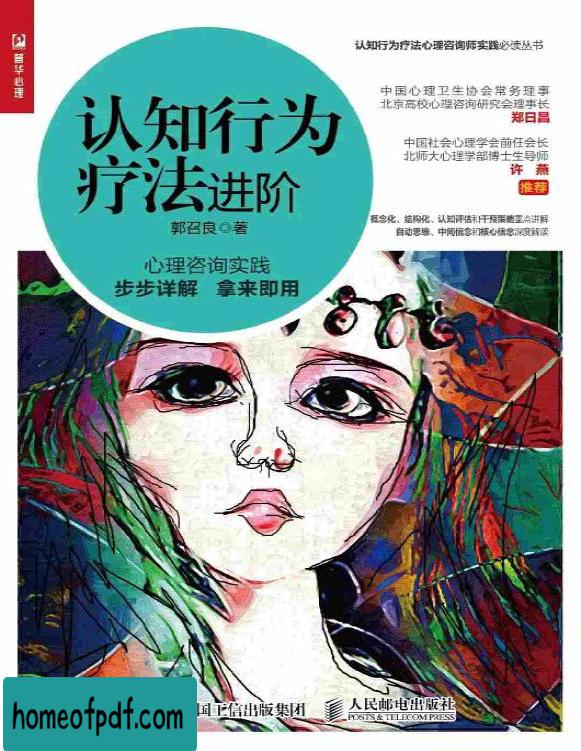 普华心理
认知行为疗法心理咨询师实践必读丛书
中国心理卫生协会常务理事
北京高校心理咨询研究会理事长
郑日昌
中国社会心理学会前任会长
北师大心理学部博士生导师
许燕
推荐
概念化、结构化、认知评估和干预策略重点讲解
自动思维、中间信念和核心信念深度解读
认知行为
疗法进阶
郭召良◎著
心理咨询实践
步步详解 拿来即用
国工信出版集团
人民邮电出版社
POSTS & TELECOM PRESS
homeofpdf.com